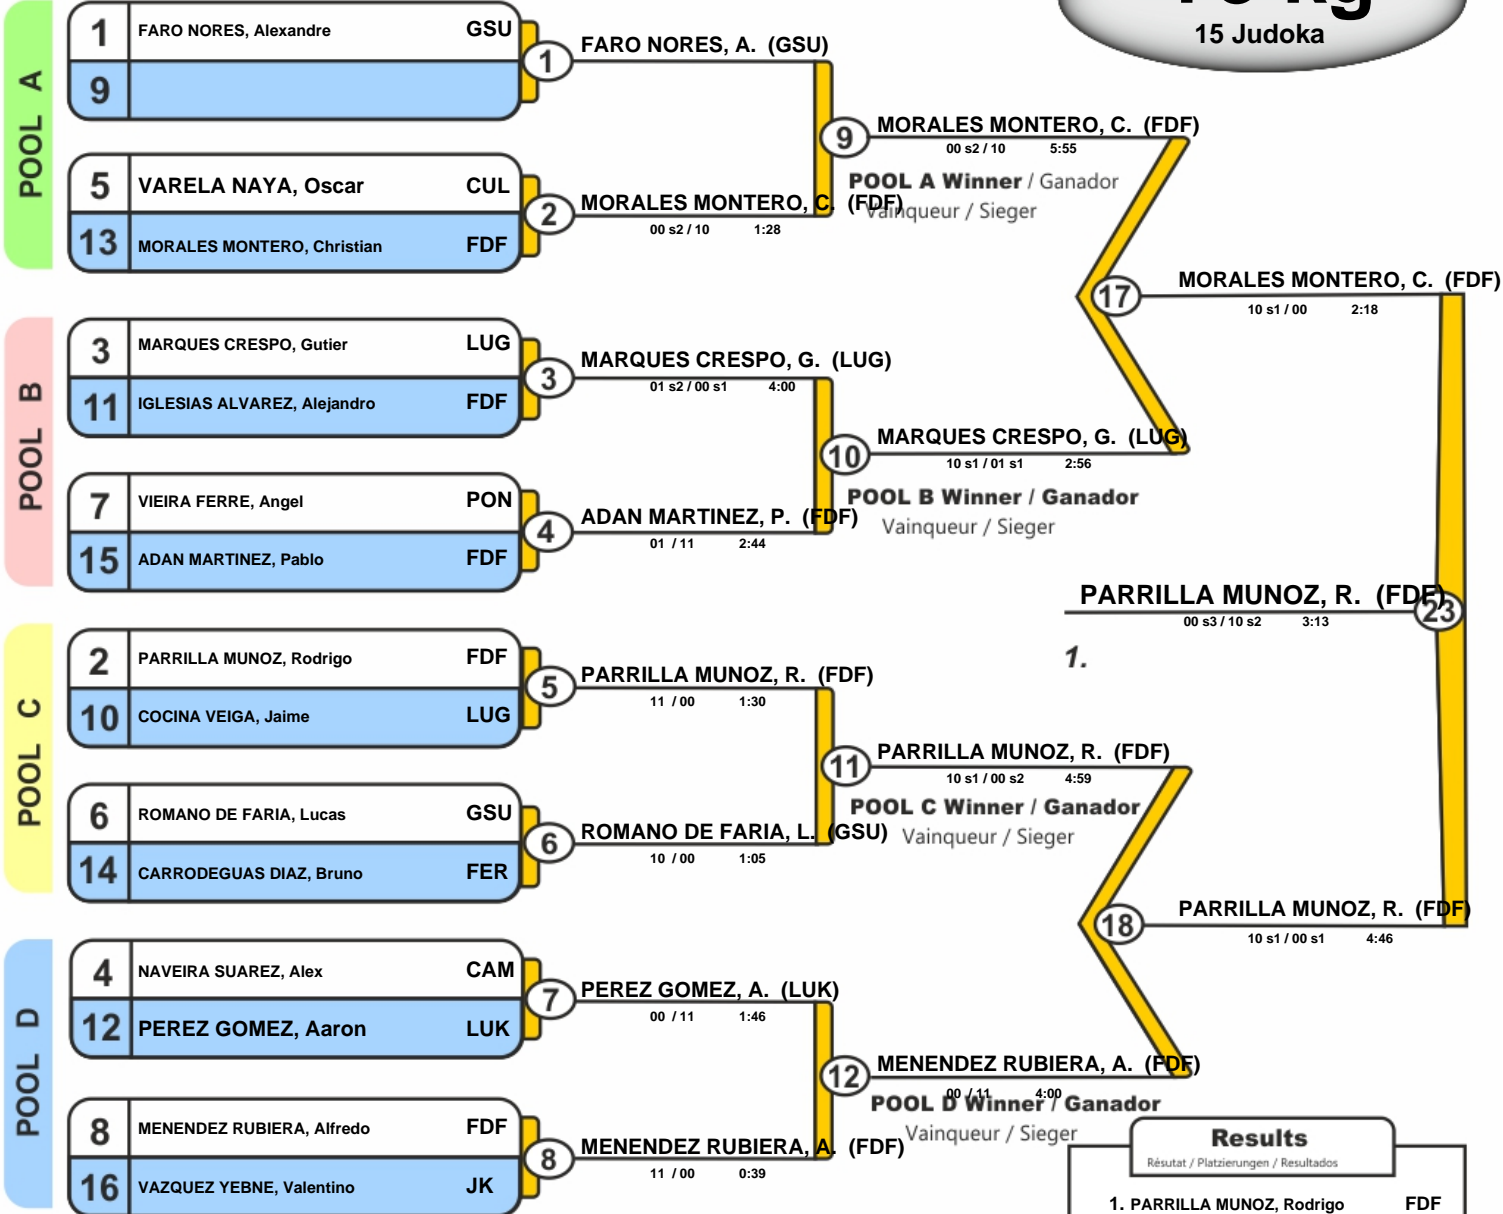 15 Judoka
POOL A
1 FARO NORES, Alexandre GSU
9
1
FARO NORES, A. (GSU)
5 VARELA NAYA, Oscar CUL
13 MORALES MONTERO, Christian FDF
2
MORALES MONTERO, C. (FDF)
00 s2 / 10 1:28
9
MORALES MONTERO, C. (FDF)
00 s2 / 10 5:55
POOL A Winner / Ganador
Vainqueur / Sieger
POOL B
3 MARQUES CRESPO, Gutier LUG
11 IGLESIAS ALVAREZ, Alejandro FDF
3
MARQUES CRESPO, G. (LUG)
01 s2 / 00 s1 4:00
7 VIEIRA FERRE, Angel PON
15 ADAN MARTINEZ, Pablo FDF
4
ADAN MARTINEZ, P. (FDF)
01 / 11 2:44
10
MARQUES CRESPO, G. (LUG)
10 s1 / 01 s1 2:56
POOL B Winner / Ganador
Vainqueur / Sieger
17
MORALES MONTERO, C. (FDF)
10 s1 / 00 2:18
PARRILLA MUNOZ, R. (FDF)
23
00 s3 / 10 s2 3:13
1.
POOL C
2 PARRILLA MUNOZ, Rodrigo FDF
10 COCINA VEIGA, Jaime LUG
5
PARRILLA MUNOZ, R. (FDF)
11 / 00 1:30
6 ROMANO DE FARIA, Lucas GSU
14 CARRODEGUAS DIAZ, Bruno FER
6
ROMANO DE FARIA, L. (GSU)
10 / 00 1:05
11
PARRILLA MUNOZ, R. (FDF)
10 s1 / 00 s2 4:59
POOL C Winner / Ganador
Vainqueur / Sieger
18
PARRILLA MUNOZ, R. (FDF)
10 s1 / 00 s1 4:46
POOL D
4 NAVEIRA SUAREZ, Alex CAM
12 PEREZ GOMEZ, Aaron LUK
7
PEREZ GOMEZ, A. (LUK)
00 / 11 1:46
8 MENENDEZ RUBIERA, Alfredo FDF
16 VAZQUEZ YEBNE, Valentino JK
8
MENENDEZ RUBIERA, A. (FDF)
11 / 00 0:39
12
MENENDEZ RUBIERA, A. (FDF)
00 / 11 4:00
POOL D Winner / Ganador
Vainqueur / Sieger
Results
Résutat / Platzierungen / Resultados
1. PARRILLA MUNOZ, Rodrigo FDF